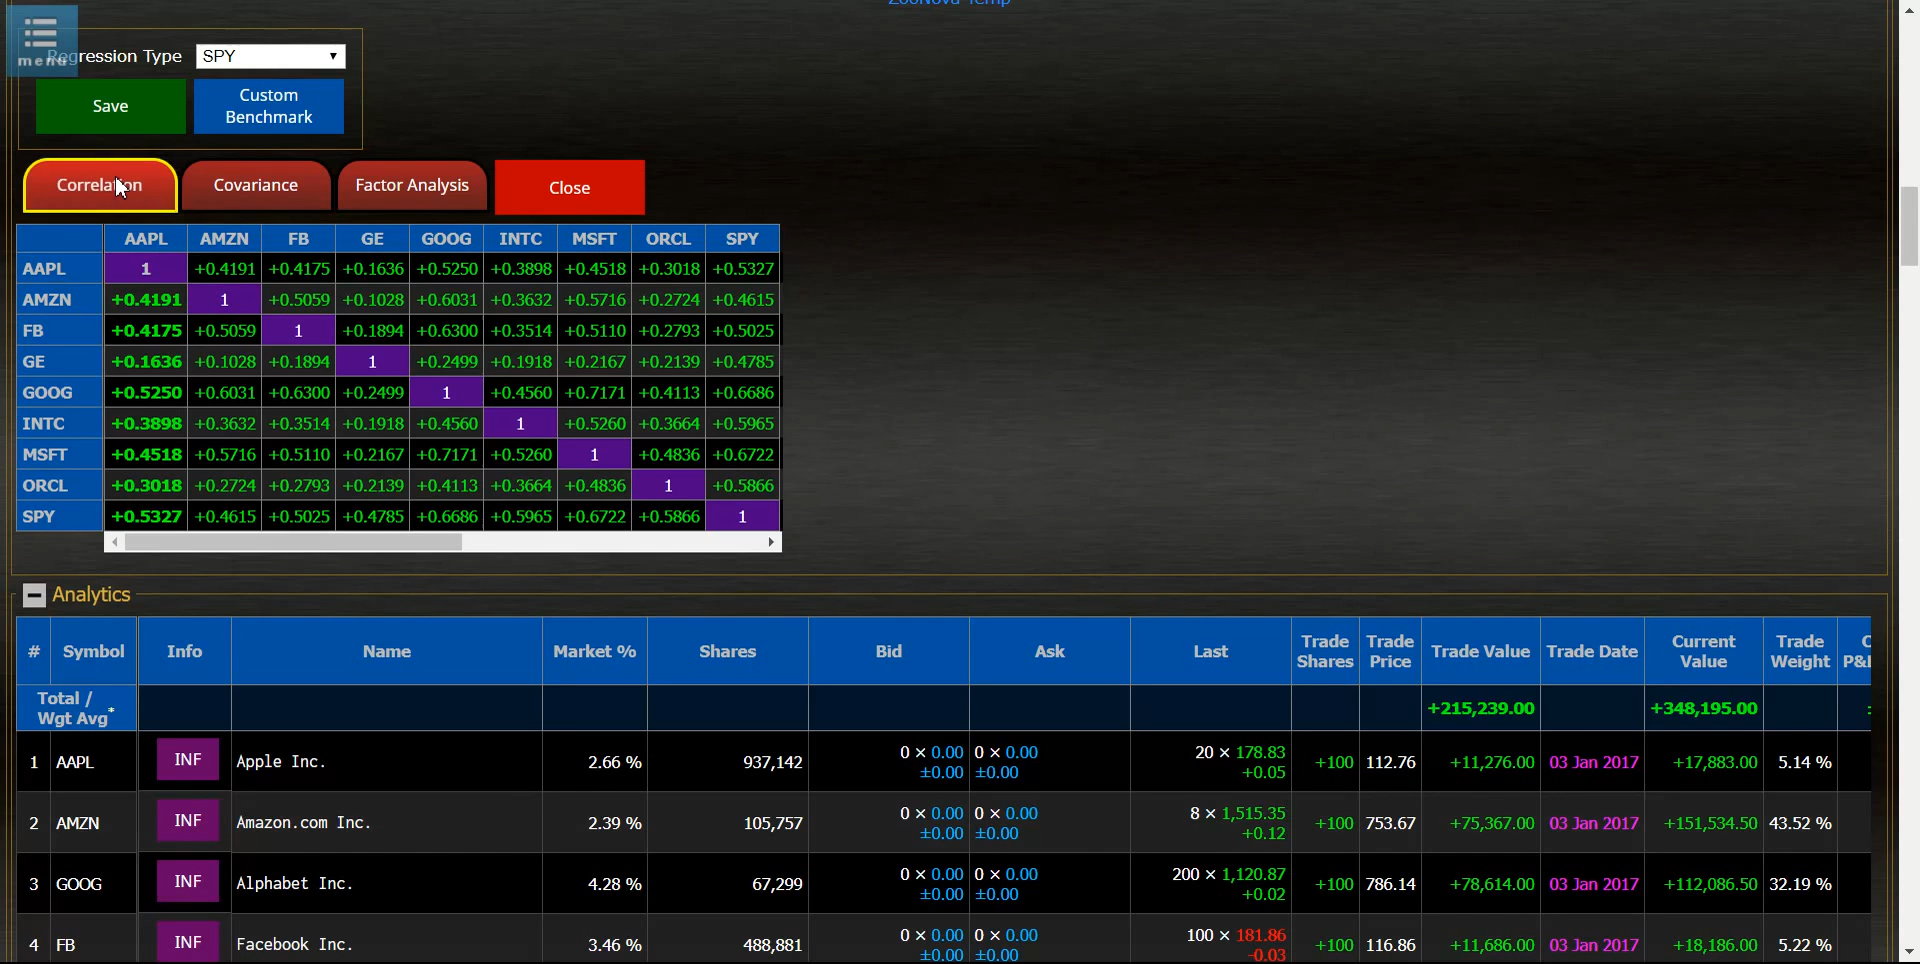 ZooNova Temp
menu
Regression Type SPY
Save
Custom
Benchmark
Correlation Covariance Factor Analysis Close
AAPL AMZN FB GE GOOG INTC MSFT ORCL SPY
AAPL 1 +0.4191 +0.4175 +0.1636 +0.5250 +0.3898 +0.4518 +0.3018 +0.5327
AMZN +0.4191 1 +0.5059 +0.1028 +0.6031 +0.3632 +0.5716 +0.2724 +0.4615
FB +0.4175 +0.5059 1 +0.1894 +0.6300 +0.3514 +0.5110 +0.2793 +0.5025
GE +0.1636 +0.1028 +0.1894 1 +0.2499 +0.1918 +0.2167 +0.2139 +0.4785
GOOG +0.5250 +0.6031 +0.6300 +0.2499 1 +0.4560 +0.7171 +0.4113 +0.6686
INTC +0.3898 +0.3632 +0.3514 +0.1918 +0.4560 1 +0.5260 +0.3664 +0.5965
MSFT +0.4518 +0.5716 +0.5110 +0.2167 +0.7171 +0.5260 1 +0.4836 +0.6722
ORCL +0.3018 +0.2724 +0.2793 +0.2139 +0.4113 +0.3664 +0.4836 1 +0.5866
SPY +0.5327 +0.4615 +0.5025 +0.4785 +0.6686 +0.5965 +0.6722 +0.5866 1
Analytics
# Symbol Info Name Market % Shares Bid Ask Last Trade Shares Trade Price Trade Value Trade Date Current Value Trade Weight
Total / Wgt Avg* +215,239.00 +348,195.00
1 AAPL INF Apple Inc. 2.66 % 937,142 0 × 0.00 0 × 0.00 20 × 178.83 +100 112.76 +11,276.00 03 Jan 2017 +17,883.00 5.14 %
±0.00 ±0.00 +0.05
2 AMZN INF Amazon.com Inc. 2.39 % 105,757 0 × 0.00 0 × 0.00 8 × 1,515.35 +100 753.67 +75,367.00 03 Jan 2017 +151,534.50 43.52 %
±0.00 ±0.00 +0.12
3 GOOG INF Alphabet Inc. 4.28 % 67,299 0 × 0.00 0 × 0.00 200 × 1,120.87 +100 786.14 +78,614.00 03 Jan 2017 +112,086.50 32.19 %
±0.00 ±0.00 +0.02
4 FB INF Facebook Inc. 3.46 % 488,881 0 × 0.00 0 × 0.00 100 × 181.86 +100 116.86 +11,686.00 03 Jan 2017 +18,186.00 5.22 %
±0.00 ±0.00 -0.03